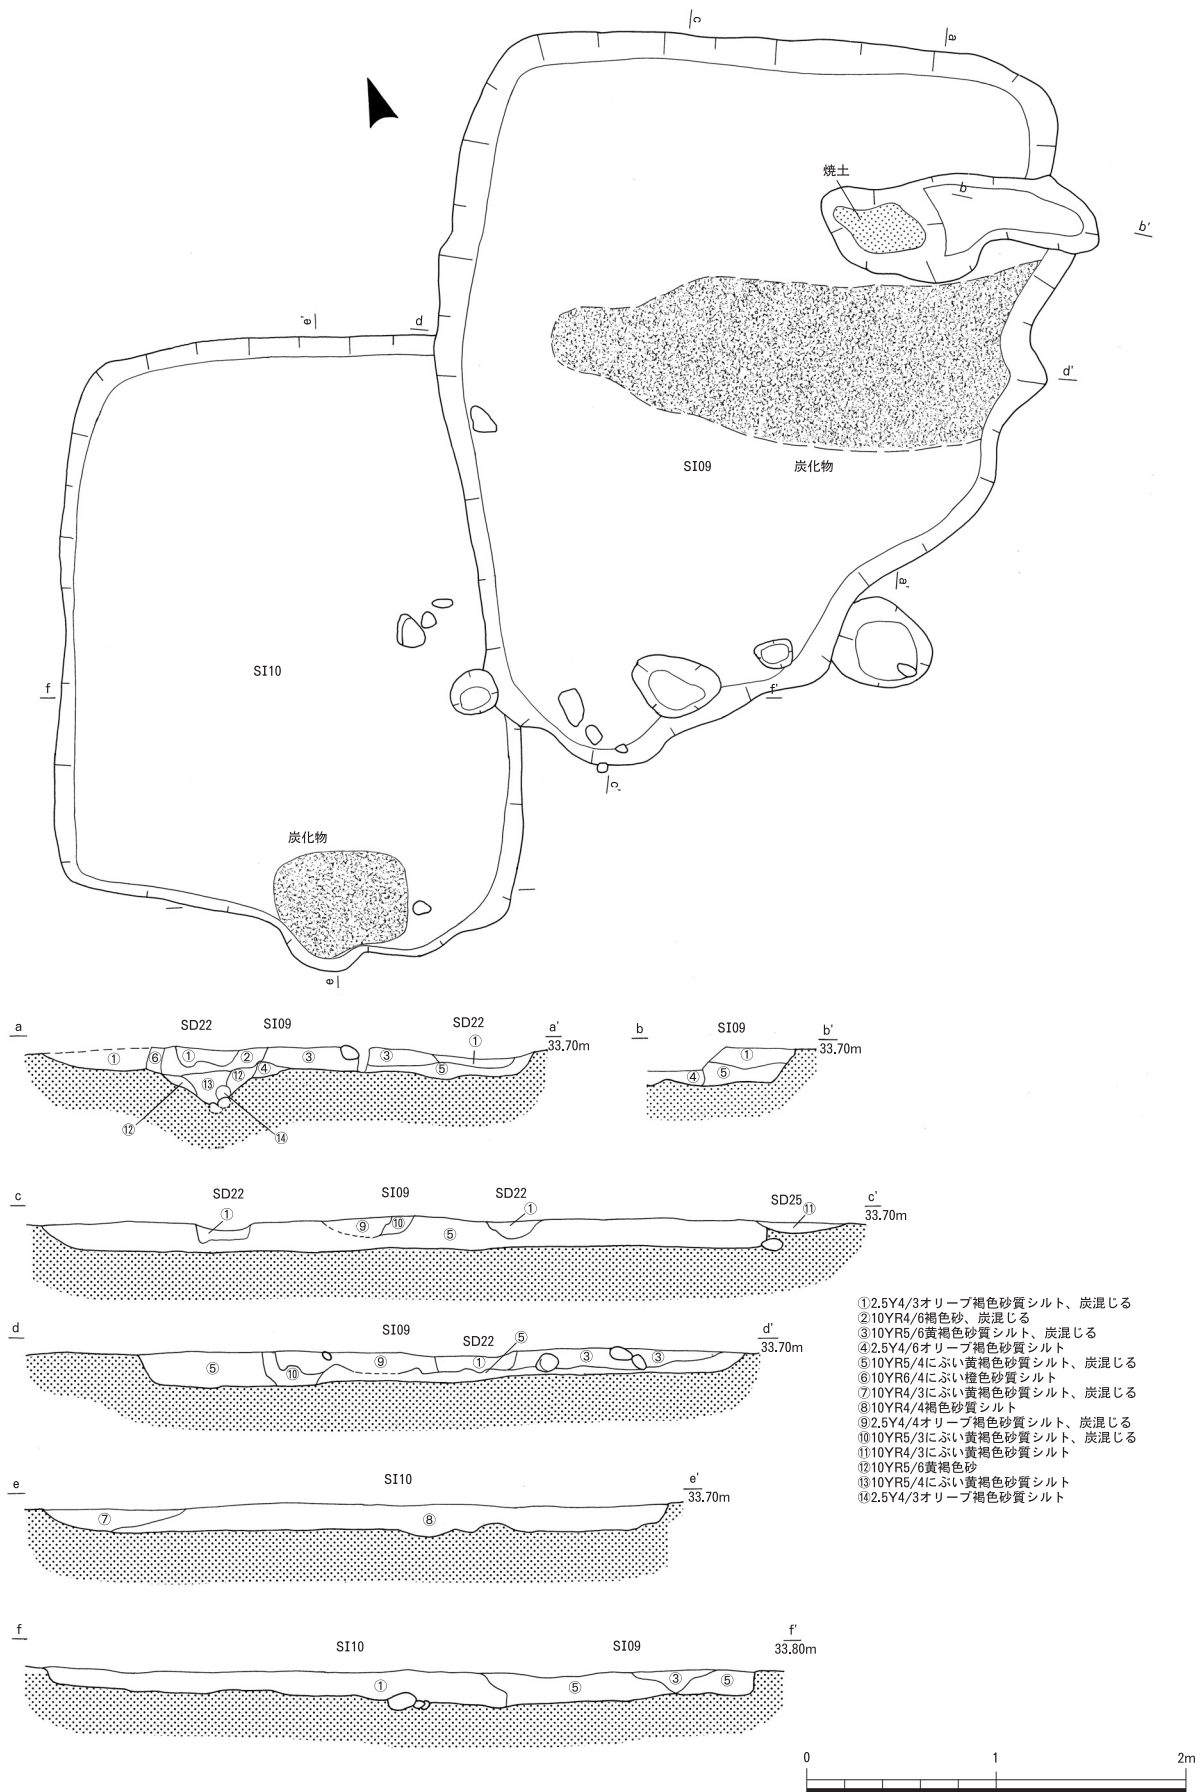 c
a
焼土
b
b'
e'
d
d'
SI09
炭化物
a'
SI10
f
f'
c'
炭化物
e
a
SD22
SI09
SD22
a'
33.70m
① ⑥ ① ② ③ ③ ① ⑤
⑬ ⑫ ④
⑫
⑭
b
SI09
b'
33.70m
①
④ ⑤
c
SD22
SI09
SD22
SD25
c'
33.70m
① ⑨ ⑩ ⑤ ① ⑪
d
SI09
SD22
d'
33.70m
⑤ ⑩ ⑨ ① ⑤ ③ ③
e
SI10
e'
33.70m
⑦ ⑧
f
SI10
SI09
f'
33.80m
① ⑤ ③ ⑤
①2.5Y4/3オリーブ褐色砂質シルト、炭混じる
②10YR4/6褐色砂、炭混じる
③10YR5/6黄褐色砂質シルト、炭混じる
④2.5Y4/6オリーブ褐色砂質シルト
⑤10YR5/4にぶい黄褐色砂質シルト、炭混じる
⑥10YR6/4にぶい橙色砂質シルト
⑦10YR4/3にぶい黄褐色砂質シルト、炭混じる
⑧10YR4/4褐色砂質シルト
⑨2.5Y4/4オリーブ褐色砂質シルト、炭混じる
⑩10YR5/3にぶい黄褐色砂質シルト、炭混じる
⑪10YR4/3にぶい黄褐色砂質シルト
⑫10YR5/6黄褐色砂
⑬10YR5/4にぶい黄褐色砂質シルト
⑭2.5Y4/3オリーブ褐色砂質シルト
0 1 2m